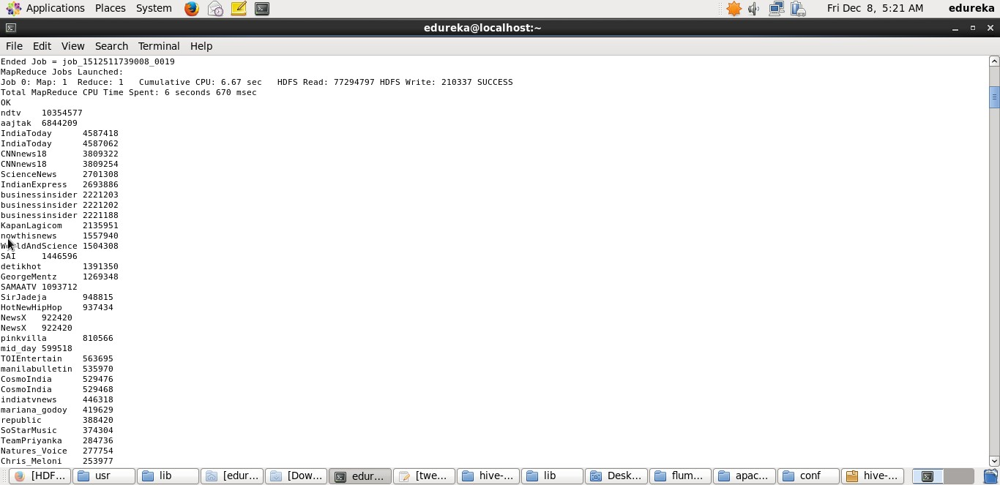 Applications Places System Fri Dec 8, 5:21 AM edureka
edureka@localhost:~
File Edit View Search Terminal Help
Ended Job = job_1512511739008_0019
MapReduce Jobs Launched:
Job 0: Map: 1 Reduce: 1 Cumulative CPU: 6.67 sec HDFS Read: 77294797 HDFS Write: 210337 SUCCESS
Total MapReduce CPU Time Spent: 6 seconds 670 msec
OK
ndtv 10354577
aajtak 6844209
IndiaToday 4587418
IndiaToday 4587062
CNNnews18 3809322
CNNnews18 3809254
ScienceNews 2701308
IndianExpress 2693886
businessinsider 2221203
businessinsider 2221202
businessinsider 2221188
KapanLagicom 2135951
nowthisnews 1557940
WorldAndScience 1504308
SAI 1446596
detikhot 1391350
GeorgeMentz 1269348
SAMAATV 1093712
SirJadeja 948815
HotNewHipHop 937434
NewsX 922420
NewsX 922420
pinkvilla 810566
mid_day 599518
TOIEntertain 563695
manilabulletin 535970
CosmoIndia 529476
CosmoIndia 529468
indiatvnews 446318
mariana_godoy 419629
republic 388420
SoStarMusic 374304
TeamPriyanka 284736
Natures_Voice 277754
Chris_Meloni 253977
[HDF... usr lib [edur... [Dow... edur... [twe... hive-... lib Desk... flum... apac... conf hive-...